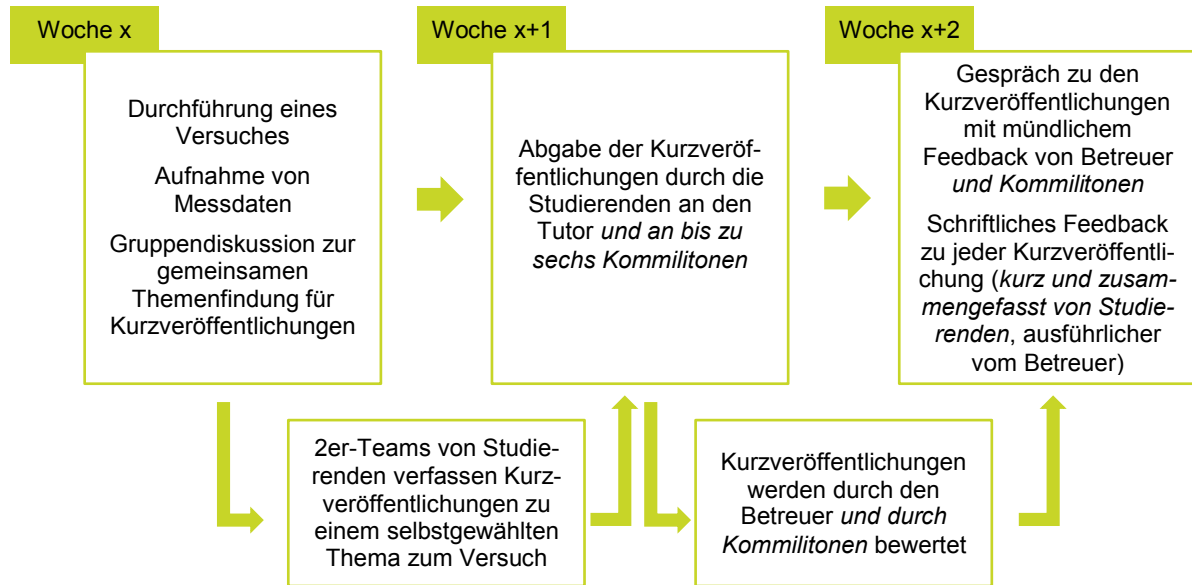 Woche x
Durchführung eines
Versuches
Aufnahme von
Messdaten
Gruppendiskussion zur
gemeinsamen
Themenfindung für
Kurzveröffentlichungen
2er-Teams von Studie-
renden verfassen Kurz-
veröffentlichungen zu
einem selbstgewählten
Thema zum Versuch
Woche x+1
Abgabe der Kurzveröf-
fentlichungen durch die
Studierenden an den
Tutor und an bis zu
sechs Kommilitonen
Kurzveröffentlichungen
werden durch den
Betreuer und durch
Kommilitonen bewertet
Woche x+2
Gespräch zu den
Kurzveröffentlichungen
mit mündlichem
Feedback von Betreuer
und Kommilitonen
Schriftliches Feedback
zu jeder Kurzveröffentli-
chung (kurz und zusam-
mengefasst von Studie-
renden, ausführlicher
vom Betreuer)